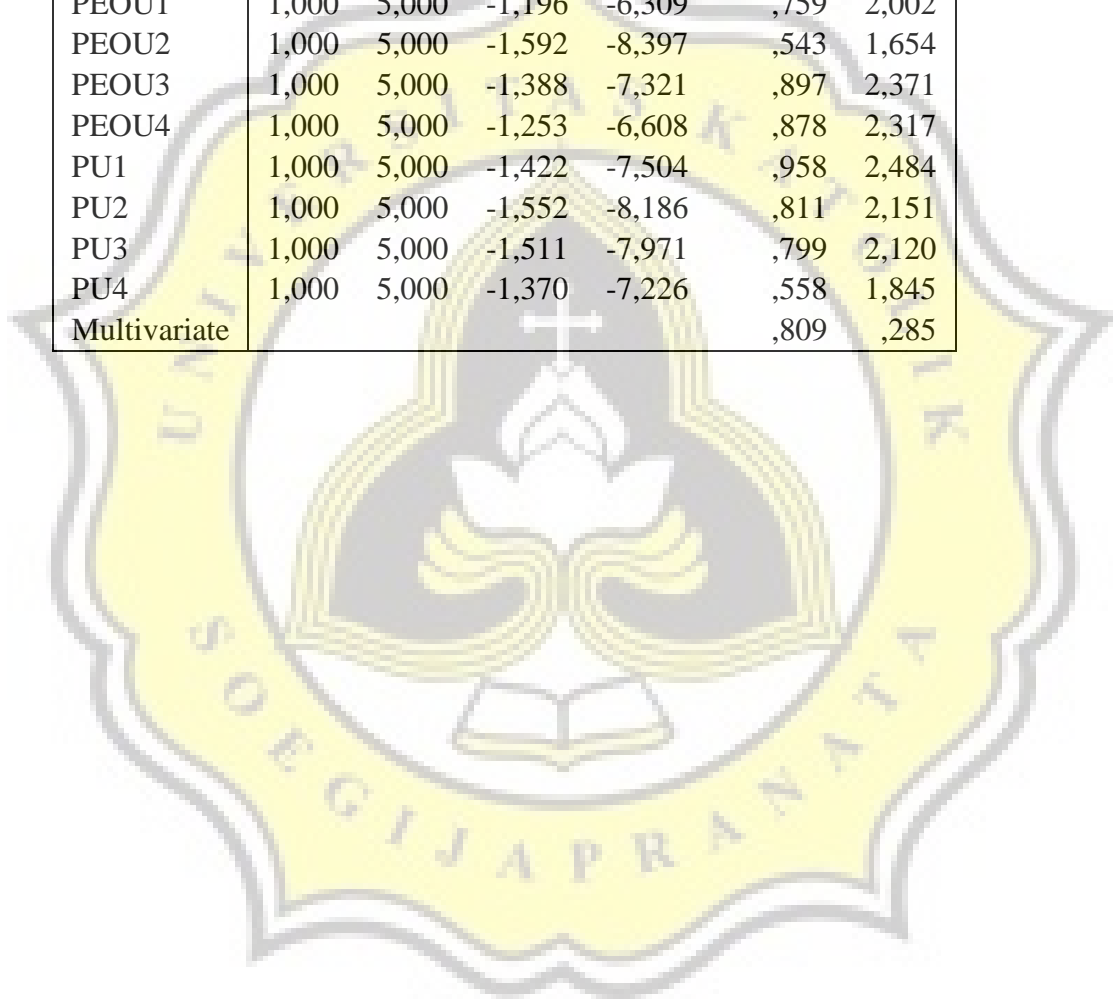 PEOU1 1,000 5,000 -1,196 -6,309 ,759 2,002
PEOU2 1,000 5,000 -1,592 -8,397 ,543 1,654
PEOU3 1,000 5,000 -1,388 -7,321 ,897 2,371
PEOU4 1,000 5,000 -1,253 -6,608 ,878 2,317
PU1 1,000 5,000 -1,422 -7,504 ,958 2,484
PU2 1,000 5,000 -1,552 -8,186 ,811 2,151
PU3 1,000 5,000 -1,511 -7,971 ,799 2,120
PU4 1,000 5,000 -1,370 -7,226 ,558 1,845
Multivariate ,809 ,285
UNIVERSITAS KATOLIK
SOEGIJAPRANATA